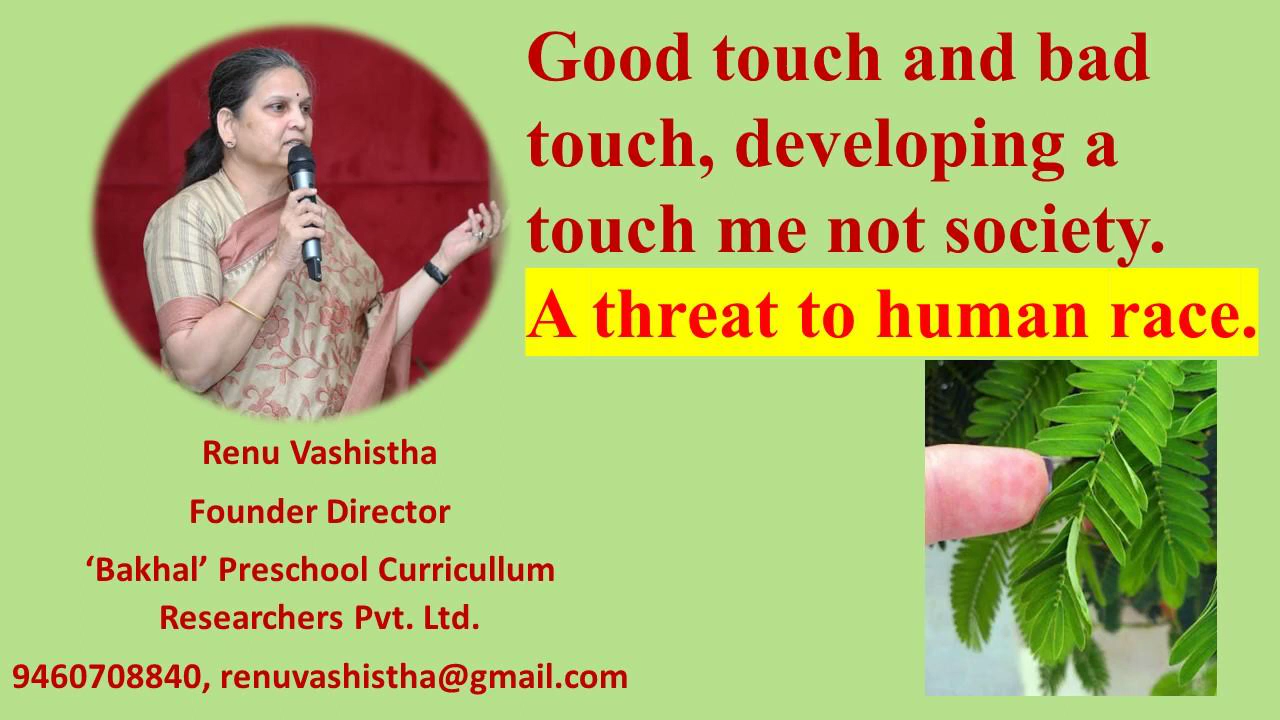 Good touch and bad
touch, developing a
touch me not society.
A threat to human race.
Renu Vashistha
Founder Director
‘Bakhal’ Preschool Curricullum
Researchers Pvt. Ltd.
9460708840, renuvashistha@gmail.com